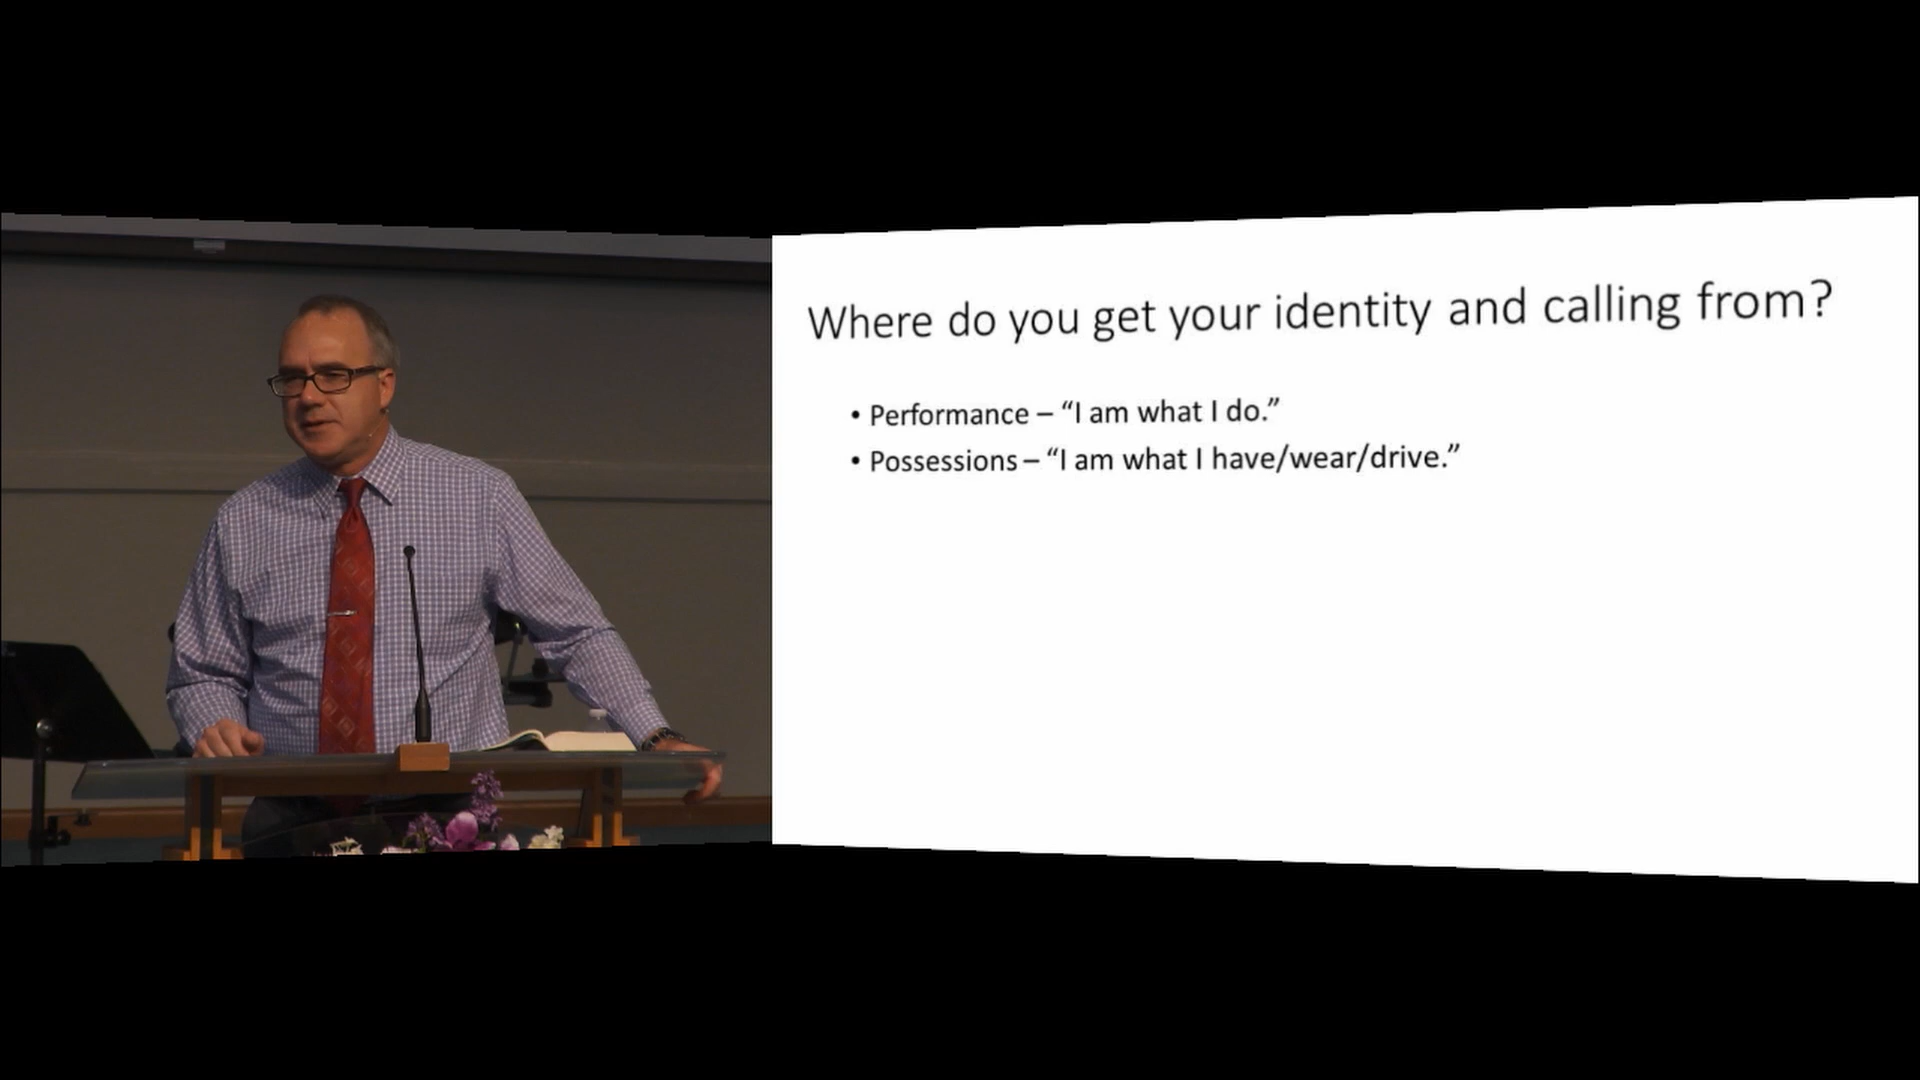 Where do you get your identity and calling from?
• Performance – “I am what I do.”
• Possessions – “I am what I have/wear/drive.”